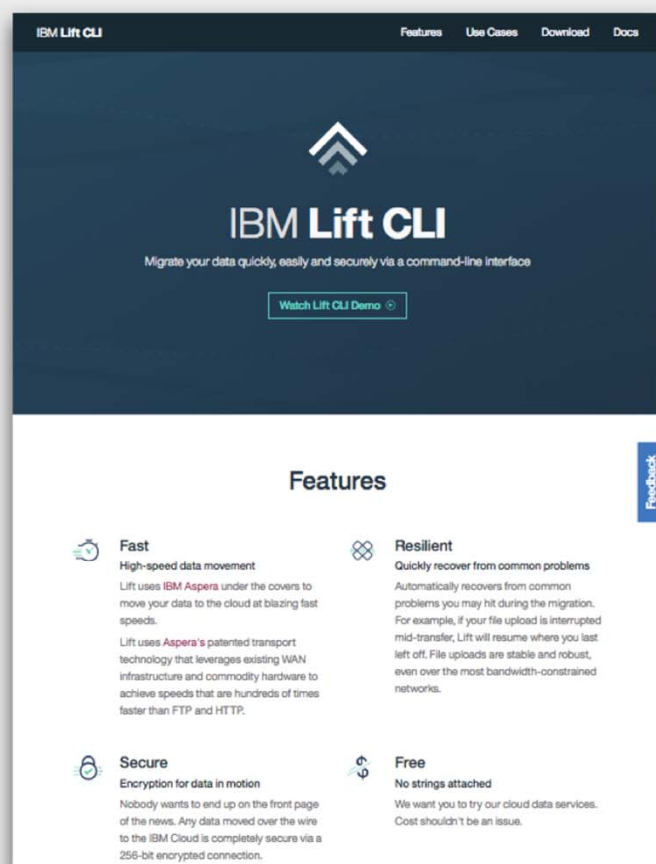 IBM Lift CLI
Features Use Cases Download Docs
IBM Lift CLI
Migrate your data quickly, easily and securely via a command-line interface
Watch Lift CLI Demo
Feedback
Features
Fast
High-speed data movement
Lift uses IBM Aspera under the covers to
move your data to the cloud at blazing fast
speeds.
Lift uses Aspera's patented transport
technology that leverages existing WAN
infrastructure and commodity hardware to
achieve speeds that are hundreds of times
faster than FTP and HTTP.
Resilient
Quickly recover from common problems
Automatically recovers from common
problems you may hit during the migration.
For example, if your file upload is interrupted
mid-transfer, Lift will resume where you last
left off. File uploads are stable and robust,
even over the most bandwidth-constrained
networks.
Secure
Encryption for data in motion
Nobody wants to end up on the front page
of the news. Any data moved over the wire
to the IBM Cloud is completely secure via a
256-bit encrypted connection.
Free
No strings attached
We want you to try our cloud data services.
Cost shouldn't be an issue.